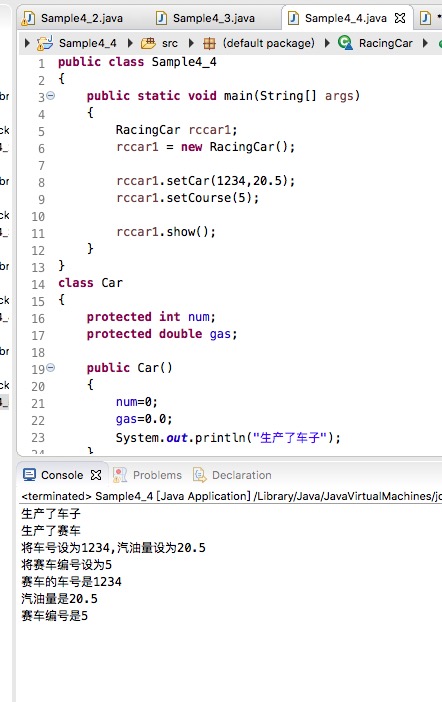 Sample4_2.java Sample4_3.java Sample4_4.java
Sample4_4 src (default package) RacingCar
1 public class Sample4_4
2 {
3 public static void main(String[] args)
4 {
5 RacingCar rccar1;
6 rccar1 = new RacingCar();
7
8 rccar1.setCar(1234,20.5);
9 rccar1.setCourse(5);
10
11 rccar1.show();
12 }
13 }
14 class Car
15 {
16 protected int num;
17 protected double gas;
18
19 public Car()
20 {
21 num=0;
22 gas=0.0;
23 System.out.println("生产了车子");
24 }
Console Problems Declaration
<terminated> Sample4_4 [Java Application] /Library/Java/JavaVirtualMachines/
生产了车子
生产了赛车
将车号设为1234,汽油量设为20.5
将赛车编号设为5
赛车的车号是1234
汽油量是20.5
赛车编号是5